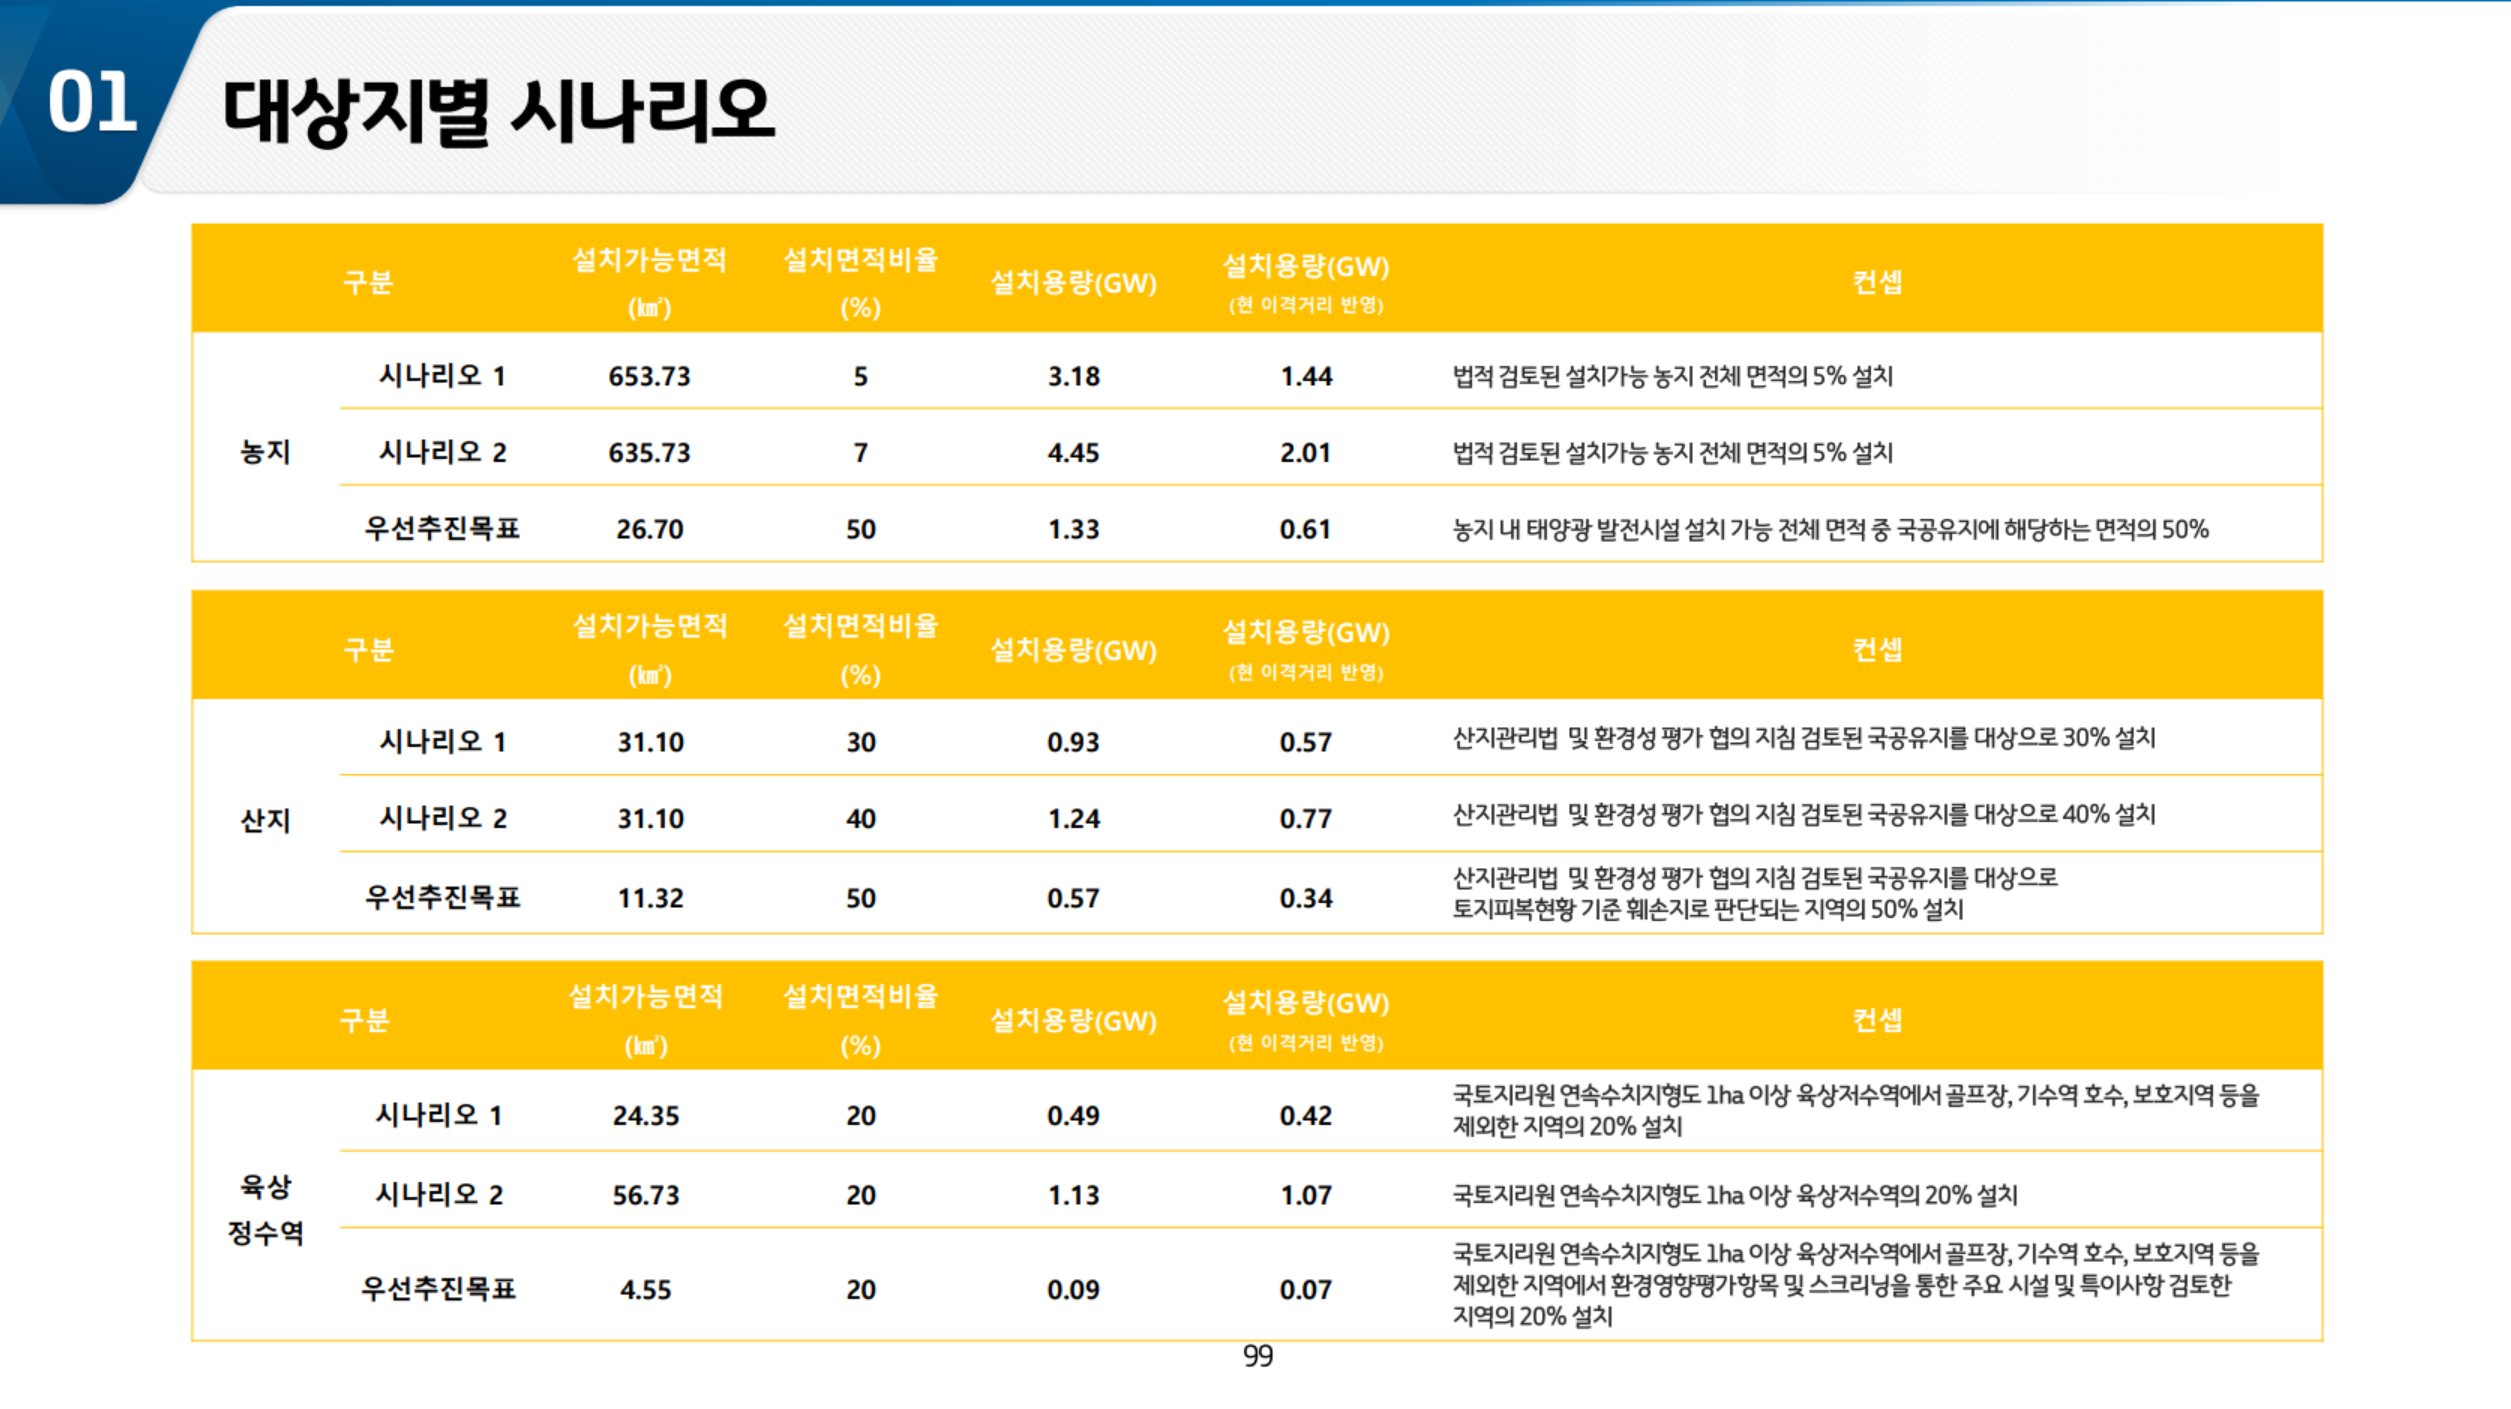 01
대상지별 시나리오
구분 설치가능면적 (㎢) 설치면적비율 (%) 설치용량(GW) 설치용량(GW) (현 이격거리 반영) 컨셉
농지
시나리오 1 653.73 5 3.18 1.44 법적 검토된 설치가능 농지 전체 면적의 5% 설치
시나리오 2 635.73 7 4.45 2.01 법적 검토된 설치가능 농지 전체 면적의 5% 설치
우선추진목표 26.70 50 1.33 0.61 농지 내 태양광 발전시설 설치 가능 전체 면적 중 국공유지에 해당하는 면적의 50%
구분 설치가능면적 (㎢) 설치면적비율 (%) 설치용량(GW) 설치용량(GW) (현 이격거리 반영) 컨셉
산지
시나리오 1 31.10 30 0.93 0.57 산지관리법 및 환경성 평가 협의 지침 검토된 국공유지를 대상으로 30% 설치
시나리오 2 31.10 40 1.24 0.77 산지관리법 및 환경성 평가 협의 지침 검토된 국공유지를 대상으로 40% 설치
우선추진목표 11.32 50 0.57 0.34 산지관리법 및 환경성 평가 협의 지침 검토된 국공유지를 대상으로
토지피복현황 기준 훼손지로 판단되는 지역의 50% 설치
구분 설치가능면적 (㎢) 설치면적비율 (%) 설치용량(GW) 설치용량(GW) (현 이격거리 반영) 컨셉
육상
정수역
시나리오 1 24.35 20 0.49 0.42 국토지리원 연속수치지형도 1ha 이상 육상저수역에서 골프장, 기수역 호수, 보호지역 등을
제외한 지역의 20% 설치
시나리오 2 56.73 20 1.13 1.07 국토지리원 연속수치지형도 1ha 이상 육상저수역의 20% 설치
우선추진목표 4.55 20 0.09 0.07 국토지리원 연속수치지형도 1ha 이상 육상저수역에서 골프장, 기수역 호수, 보호지역 등을
제외한 지역에서 환경영향평가항목 및 스크리닝을 통한 주요 시설 및 특이사항 검토한
지역의 20% 설치
99